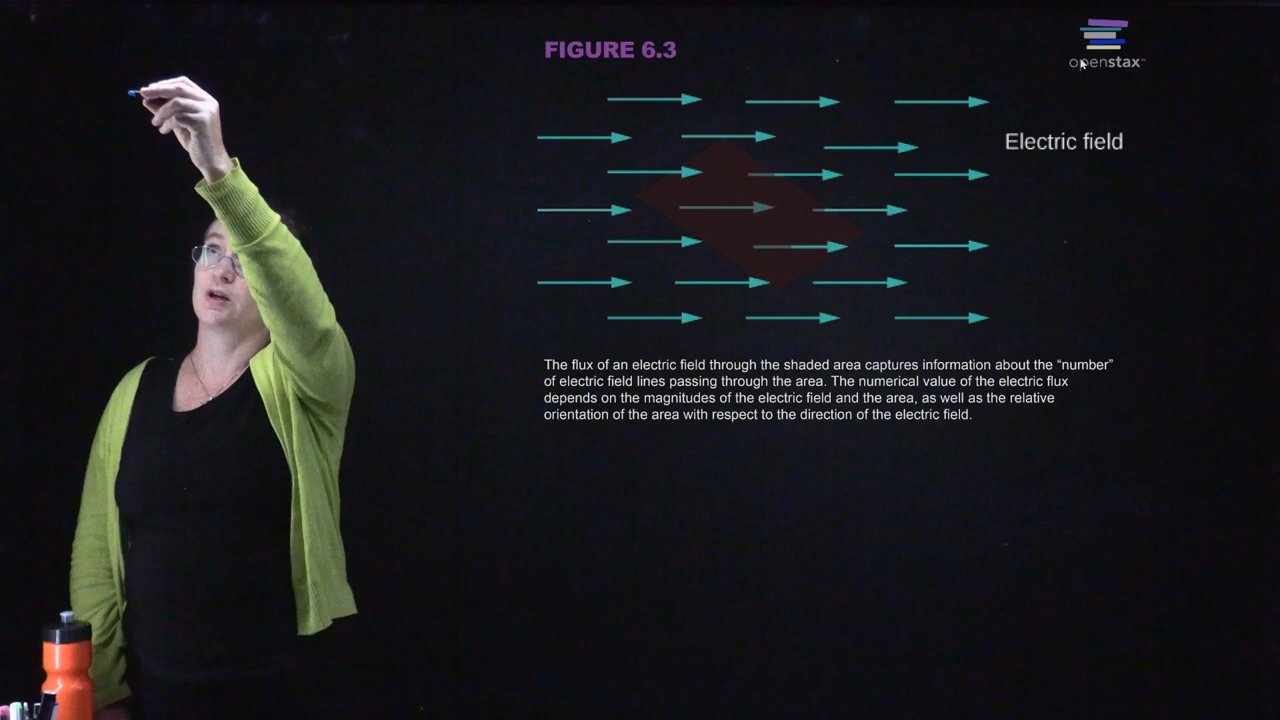 FIGURE 6.3
openstax™
Electric field
The flux of an electric field through the shaded area captures information about the “number”
of electric field lines passing through the area. The numerical value of the electric flux
depends on the magnitudes of the electric field and the area, as well as the relative
orientation of the area with respect to the direction of the electric field.